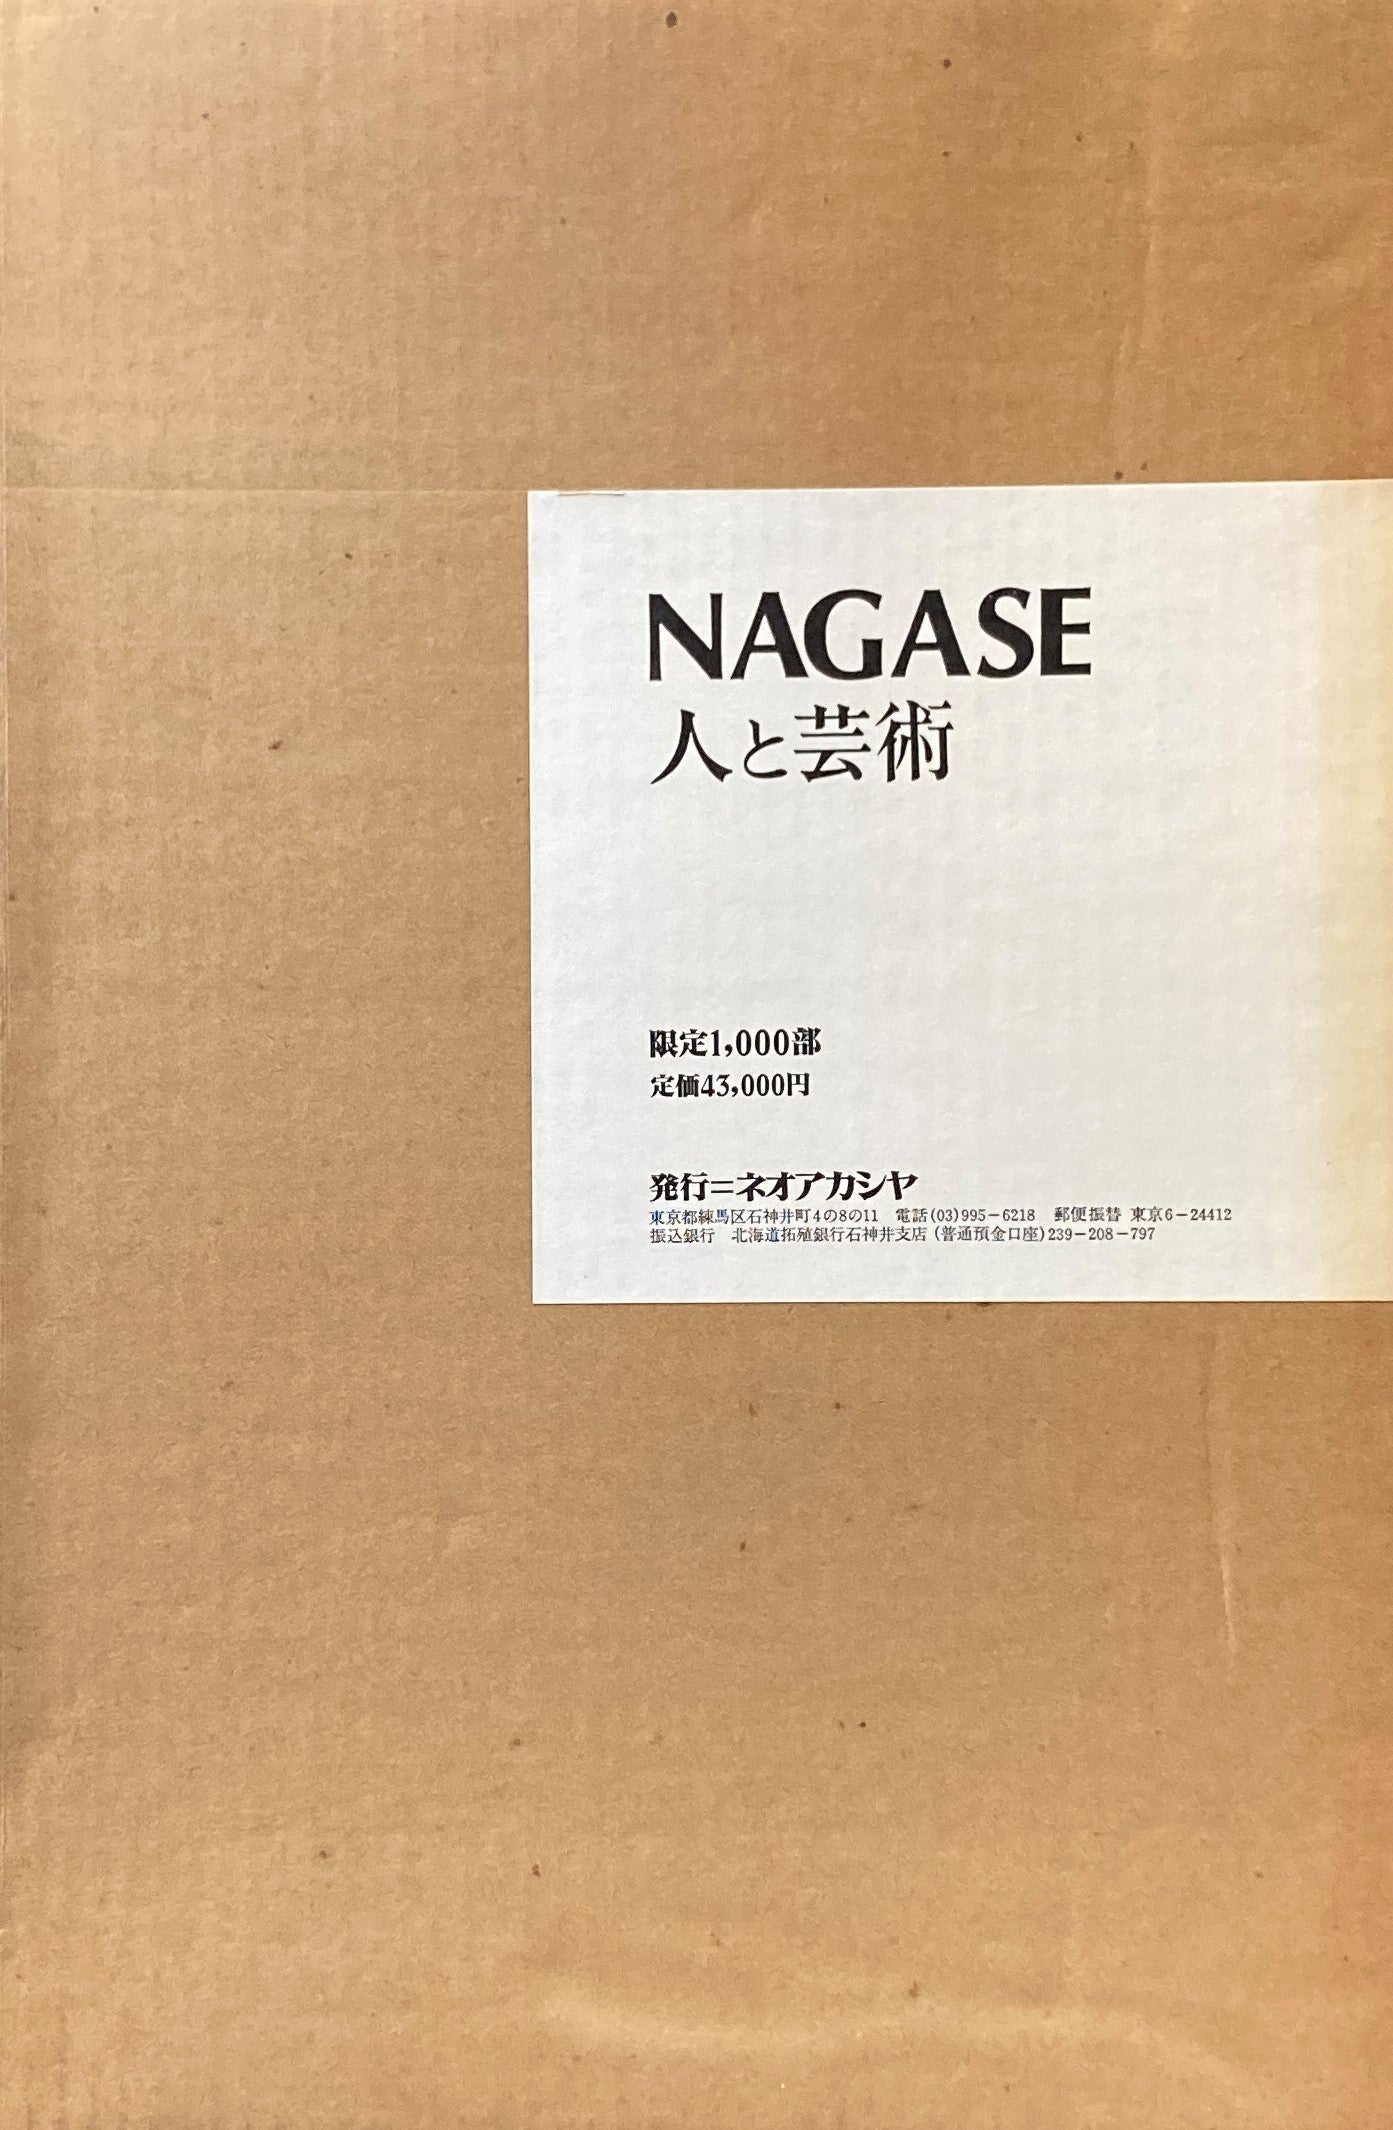 NAGASE
人と芸術
限定1,000部
定価43,000円
発行=ネオアカシヤ
東京都練馬区石神井町4の8の11　電話(03)995-6218　郵便振替 東京6-24412
振込銀行　北海道拓殖銀行石神井支店 (普通預金口座)239-208-797